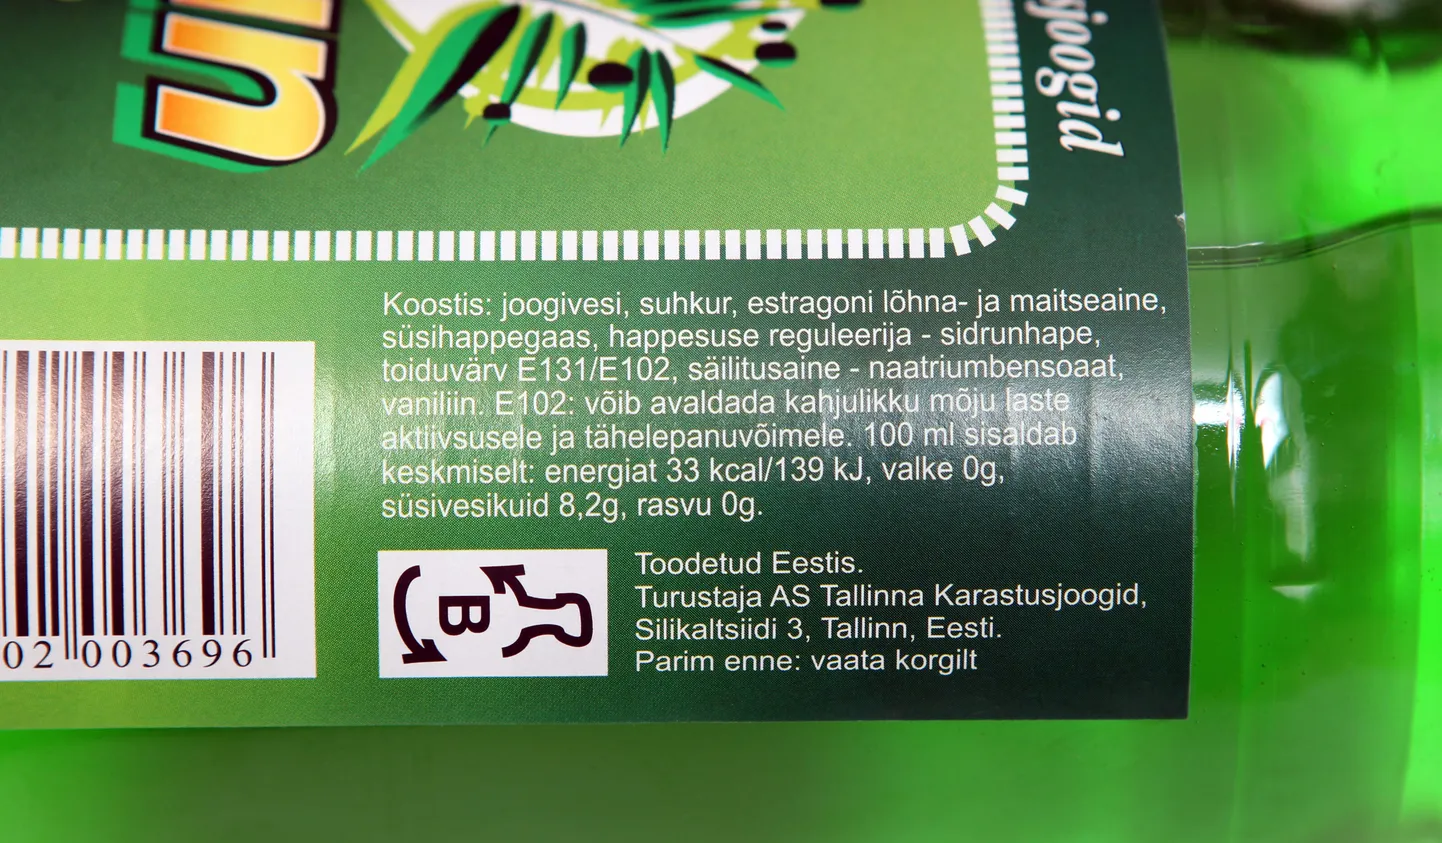 un
sjoogid
Koostis: joogivesi, suhkur, estragoni lõhna- ja maitseaine,
süsihappegaas, happesuse reguleerija - sidrunhape,
toiduvärv E131/E102, säilitusaine - naatriumbensoaat,
vaniliin. E102: võib avaldada kahjulikku mõju laste
aktiivsusele ja tähelepanuvõimele. 100 ml sisaldab
keskmiselt: energiat 33 kcal/139 kJ, valke 0g,
süsivesikuid 8,2g, rasvu 0g.
02 003696
B
Toodetud Eestis.
Turustaja AS Tallinna Karastusjoogid,
Silikaltsiidi 3, Tallinn, Eesti.
Parim enne: vaata korgilt